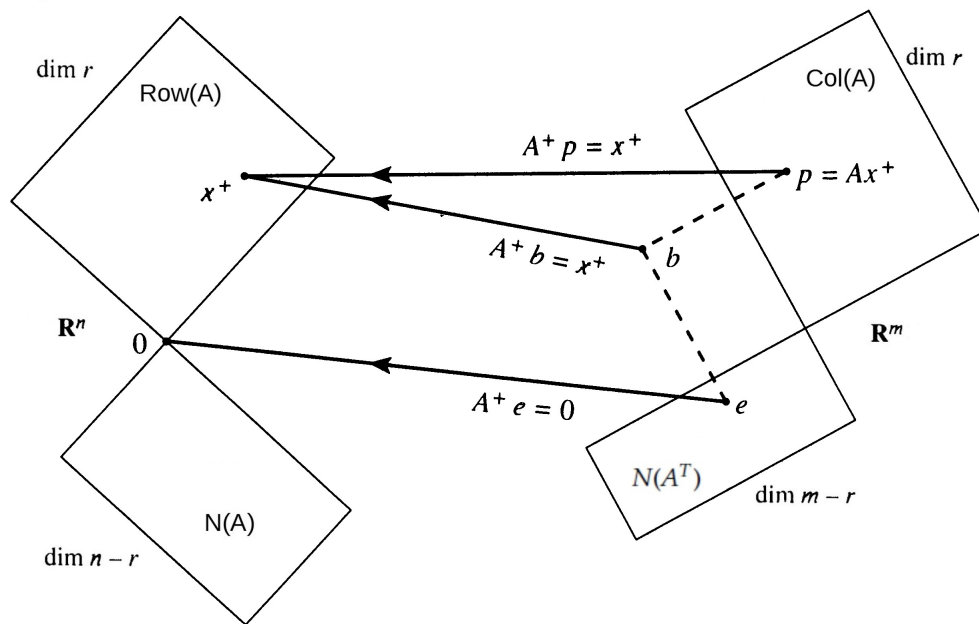 dim r
Row(A)
x⁺
Rⁿ
0
N(A)
dim n – r
A⁺ p = x⁺
A⁺ b = x⁺
A⁺ e = 0
Col(A)
dim r
p = Ax⁺
b
Rᵐ
e
N(Aᵀ)
dim m – r